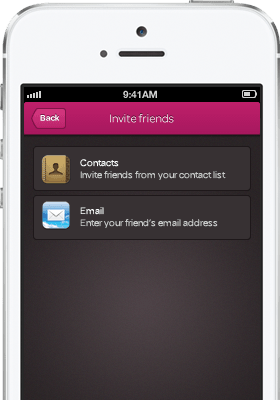 9:41AM
Back
Invite friends
Contacts
Invite friends from your contact list
Email
Enter your friend's email address